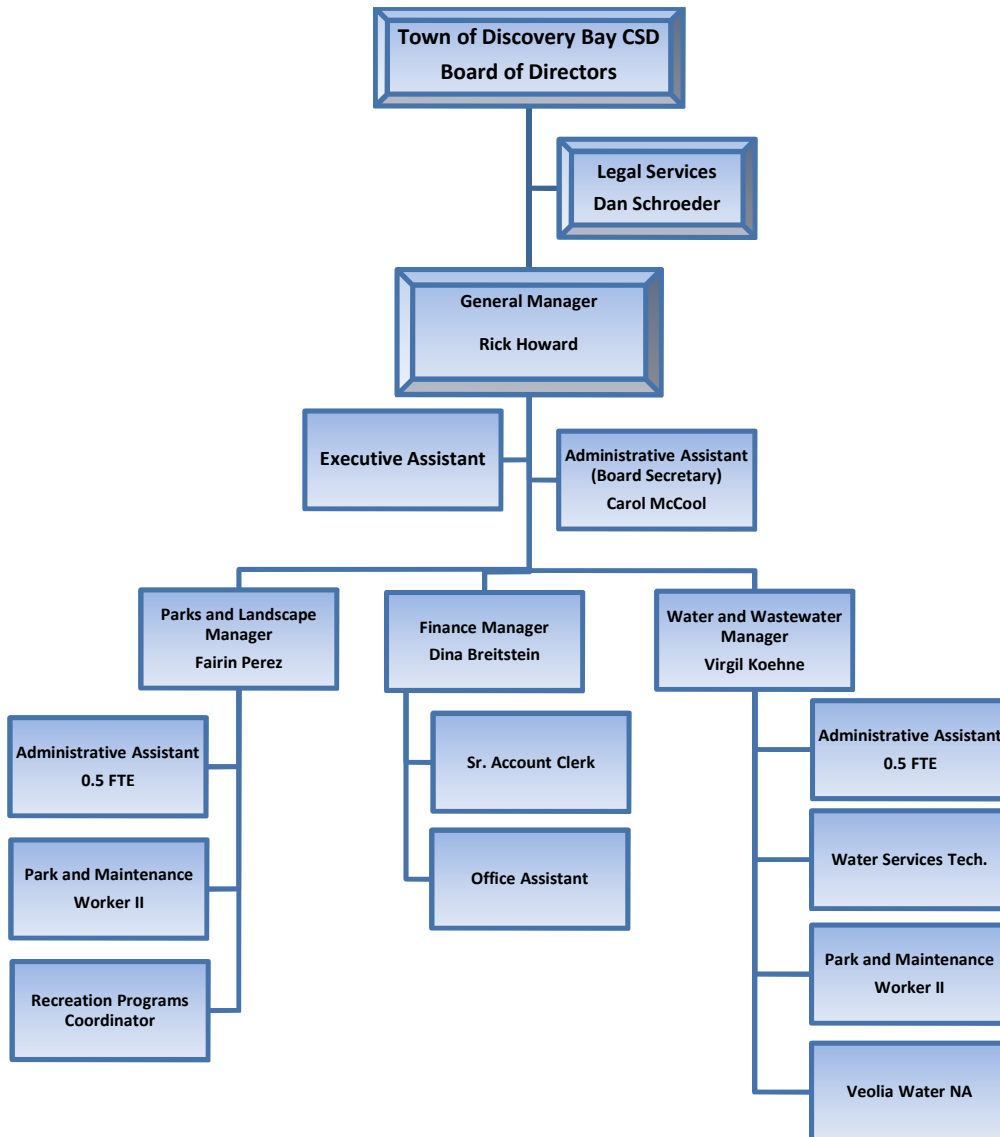 Town of Discovery Bay CSD
Board of Directors
Legal Services
Dan Schroeder
General Manager
Rick Howard
Executive Assistant
Administrative Assistant
(Board Secretary)
Carol McCool
Parks and Landscape
Manager
Fairin Perez
Finance Manager
Dina Breitstein
Water and Wastewater
Manager
Virgil Koehne
Administrative Assistant
0.5 FTE
Park and Maintenance
Worker II
Recreation Programs
Coordinator
Sr. Account Clerk
Office Assistant
Administrative Assistant
0.5 FTE
Water Services Tech.
Park and Maintenance
Worker II
Veolia Water NA